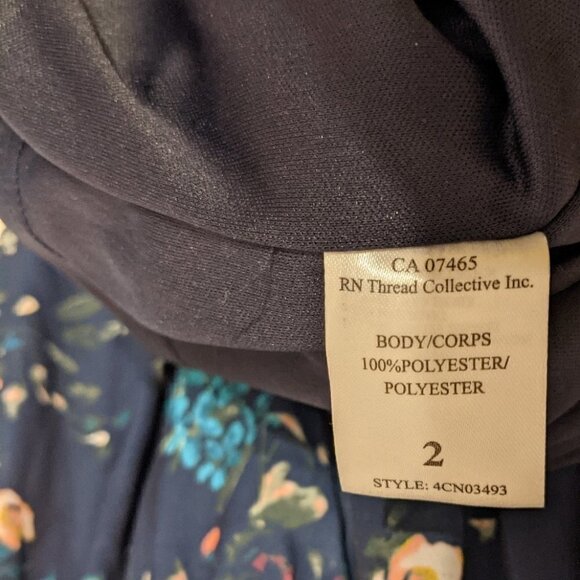 CA 07465
RN Thread Collective Inc.
BODY/CORPS
100%POLYESTER/
POLYESTER
2
STYLE: 4CN03493